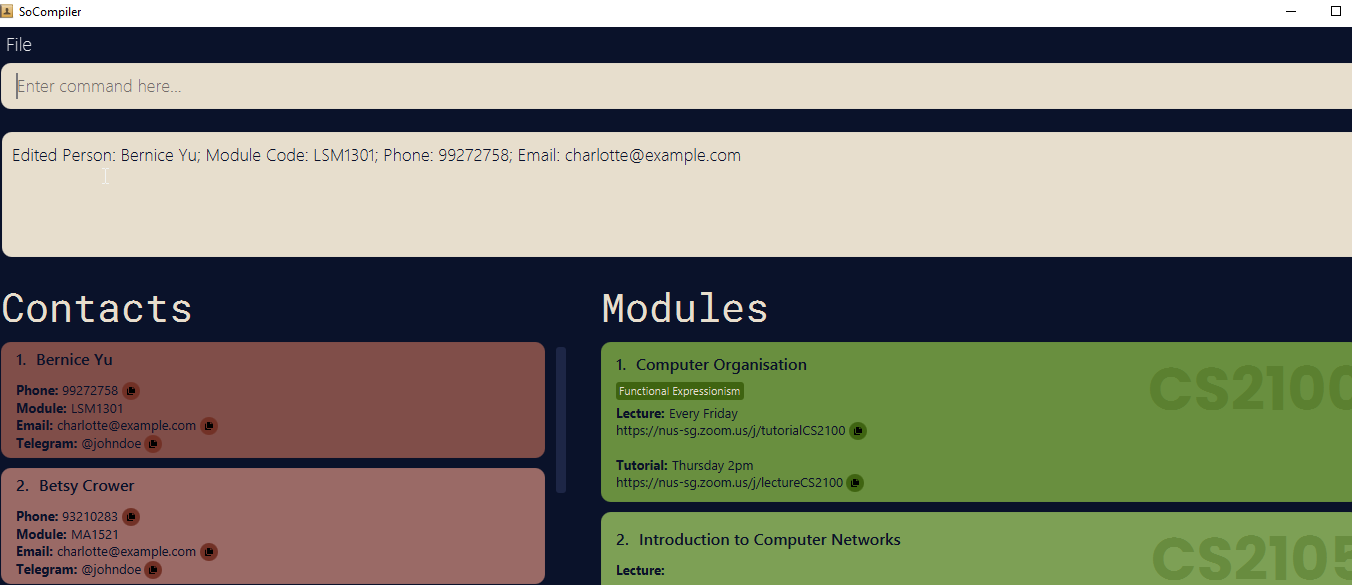 SoCompiler
File
Enter command here...
Edited Person: Bernice Yu; Module Code: LSM1301; Phone: 99272758; Email: charlotte@example.com
Contacts
1. Bernice Yu
Phone: 99272758
Module: LSM1301
Email: charlotte@example.com
Telegram: @johndoe
2. Betsy Crower
Phone: 93210283
Module: MA1521
Email: charlotte@example.com
Telegram: @johndoe
Modules
1. Computer Organisation
CS2100
Functional Expressionism
Lecture: Every Friday
https://nus-sg.zoom.us/j/tutorialCS2100
Tutorial: Thursday 2pm
https://nus-sg.zoom.us/j/lectureCS2100
2. Introduction to Computer Networks
CS2105
Lecture: